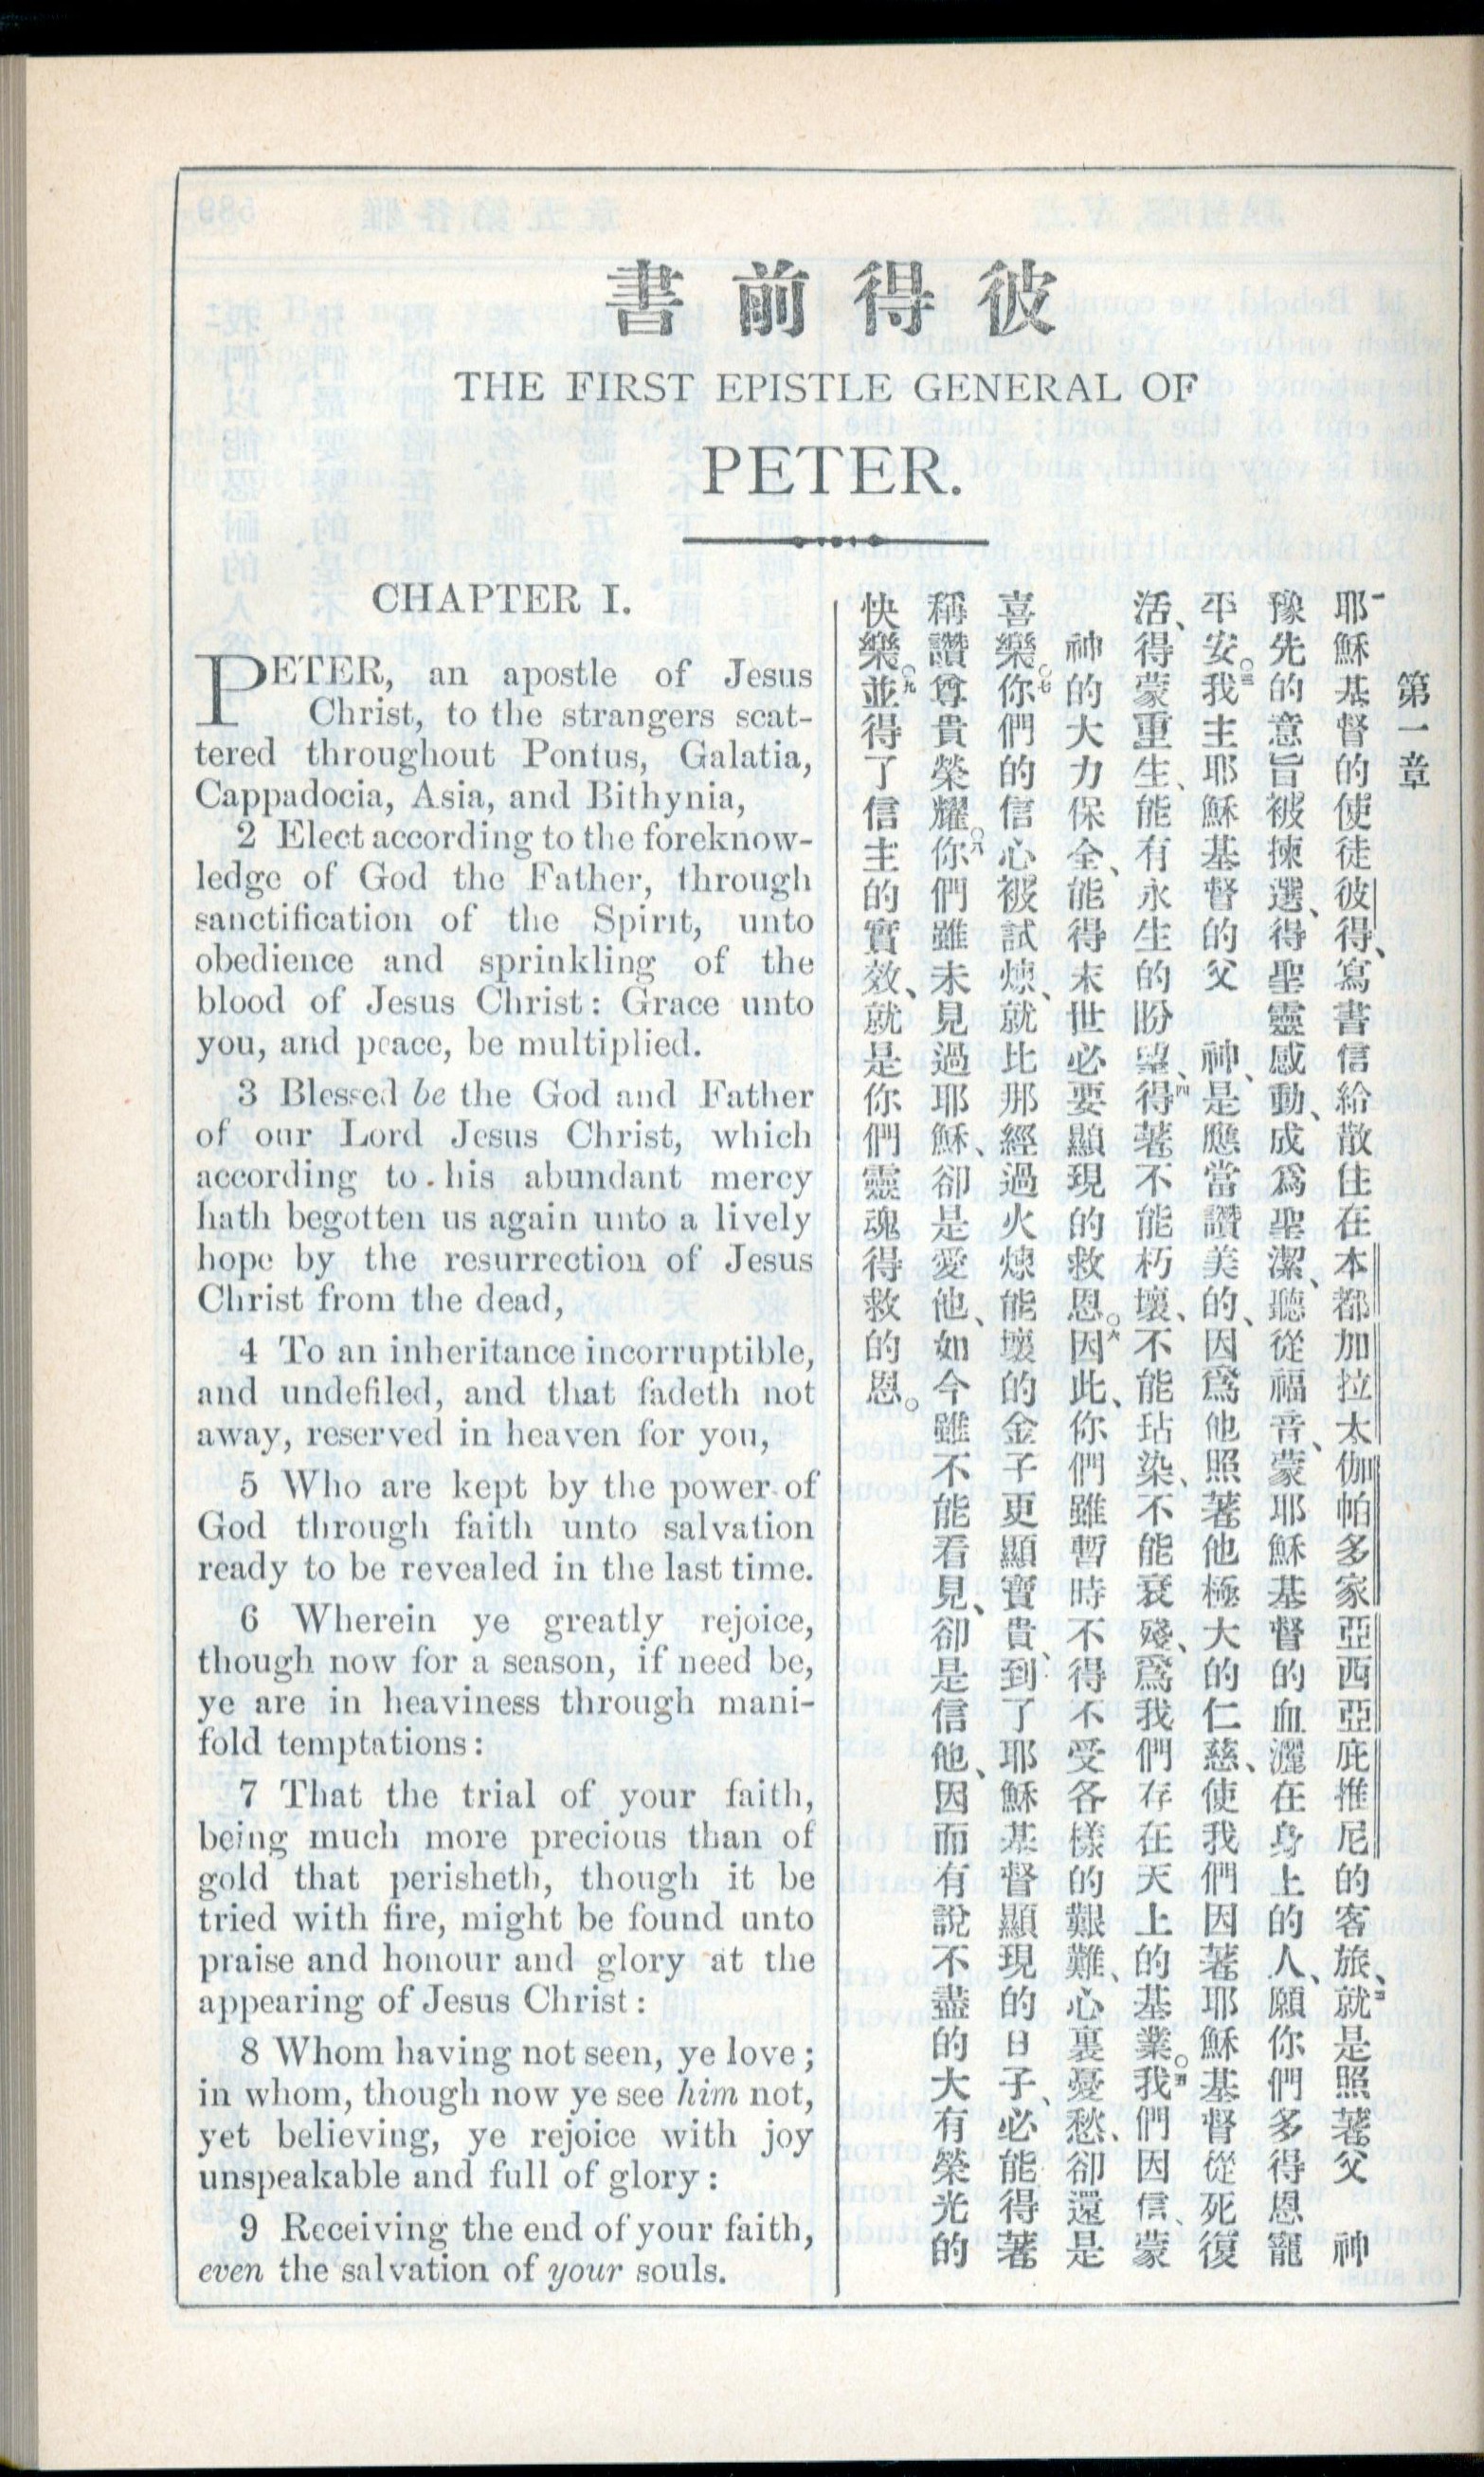 書前得彼
THE FIRST EPISTLE GENERAL OF
PETER.
CHAPTER I.
PETER, an apostle of Jesus
Christ, to the strangers scat-
tered throughout Pontus, Galatia,
Cappadocia, Asia, and Bithynia,
2 Elect according to the foreknow-
ledge of God the Father, through
sanctification of the Spirit, unto
obedience and sprinkling of the
blood of Jesus Christ: Grace unto
you, and peace, be multiplied.
3 Blessed be the God and Father
of our Lord Jesus Christ, which
according to his abundant mercy
hath begotten us again unto a lively
hope by the resurrection of Jesus
Christ from the dead,
4 To an inheritance incorruptible,
and undefiled, and that fadeth not
away, reserved in heaven for you,
5 Who are kept by the power of
God through faith unto salvation
ready to be revealed in the last time.
6 Wherein ye greatly rejoice,
though now for a season, if need be,
ye are in heaviness through mani-
fold temptations:
7 That the trial of your faith,
being much more precious than of
gold that perisheth, though it be
tried with fire, might be found unto
praise and honour and glory at the
appearing of Jesus Christ:
8 Whom having not seen, ye love;
in whom, though now ye see him not,
yet believing, ye rejoice with joy
unspeakable and full of glory:
9 Receiving the end of your faith,
even the salvation of your souls.
第一章
一耶穌基督的使徒彼得、寫書信給散住在本都加拉太伽帕多家亞西亞庇推尼的客旅、二就是照著父 神
豫先的意旨被揀選、得聖靈感動、成爲聖潔、聽從福音、蒙耶穌基督的血灑在身上的人、願你們多得恩寵
平安。三我主耶穌基督的父 神、是應當讚美的、因爲他照著他極大的仁慈、使我們因著耶穌基督從死復
活、得蒙重生、能有永生的盼望、四得著不能朽壞、不能玷染、不能衰殘、爲我們存在天上的基業。五我們因信、蒙
神的大力保全、能得末世必要顯現的救恩。六因此、你們雖暫時不得不受各樣的艱難、心裏憂愁、卻還是
喜樂。七你們的信心被試煉、就比那經過火煉能壞的金子更顯寶貴、到了耶穌基督顯現的日子、必能得著
稱讚尊貴榮耀。八你們雖未見過耶穌、卻是愛他、如今雖不能看見、卻是信他、因而有說不盡的大有榮光的
快樂。九並得了信主的實效、就是你們靈魂得救的恩。